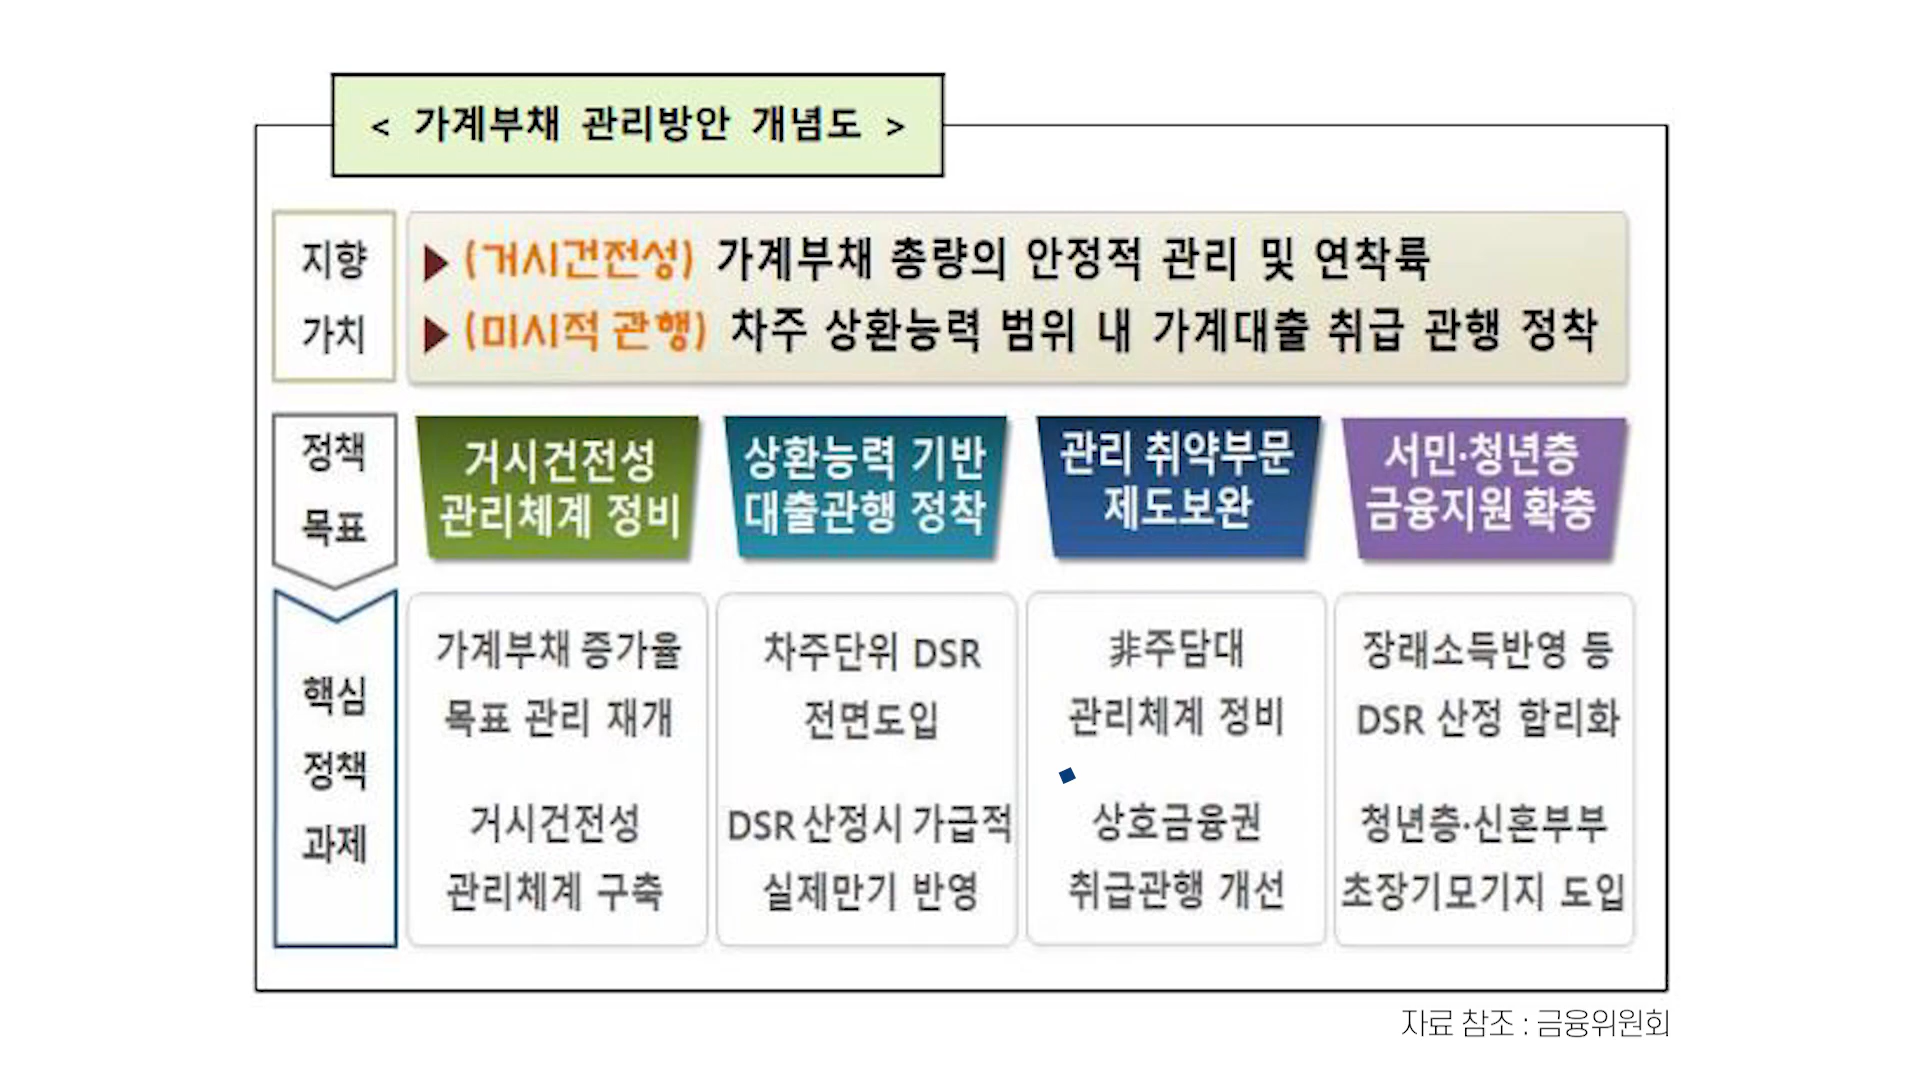 < 가계부채 관리방안 개념도 >
지향
가치
▶ (거시건전성) 가계부채 총량의 안정적 관리 및 연착륙
▶ (미시적 관행) 차주 상환능력 범위 내 가계대출 취급 관행 정착
정책
목표
거시건전성
관리체계 정비
상환능력 기반
대출관행 정착
관리 취약부문
제도보완
서민·청년층
금융지원 확충
핵심
정책
과제
가계부채 증가율
목표 관리 재개
거시건전성
관리체계 구축
차주단위 DSR
전면도입
DSR 산정시 가급적
실제만기 반영
非주담대
관리체계 정비
상호금융권
취급관행 개선
장래소득반영 등
DSR 산정 합리화
청년층·신혼부부
초장기모기지 도입
자료 참조 : 금융위원회